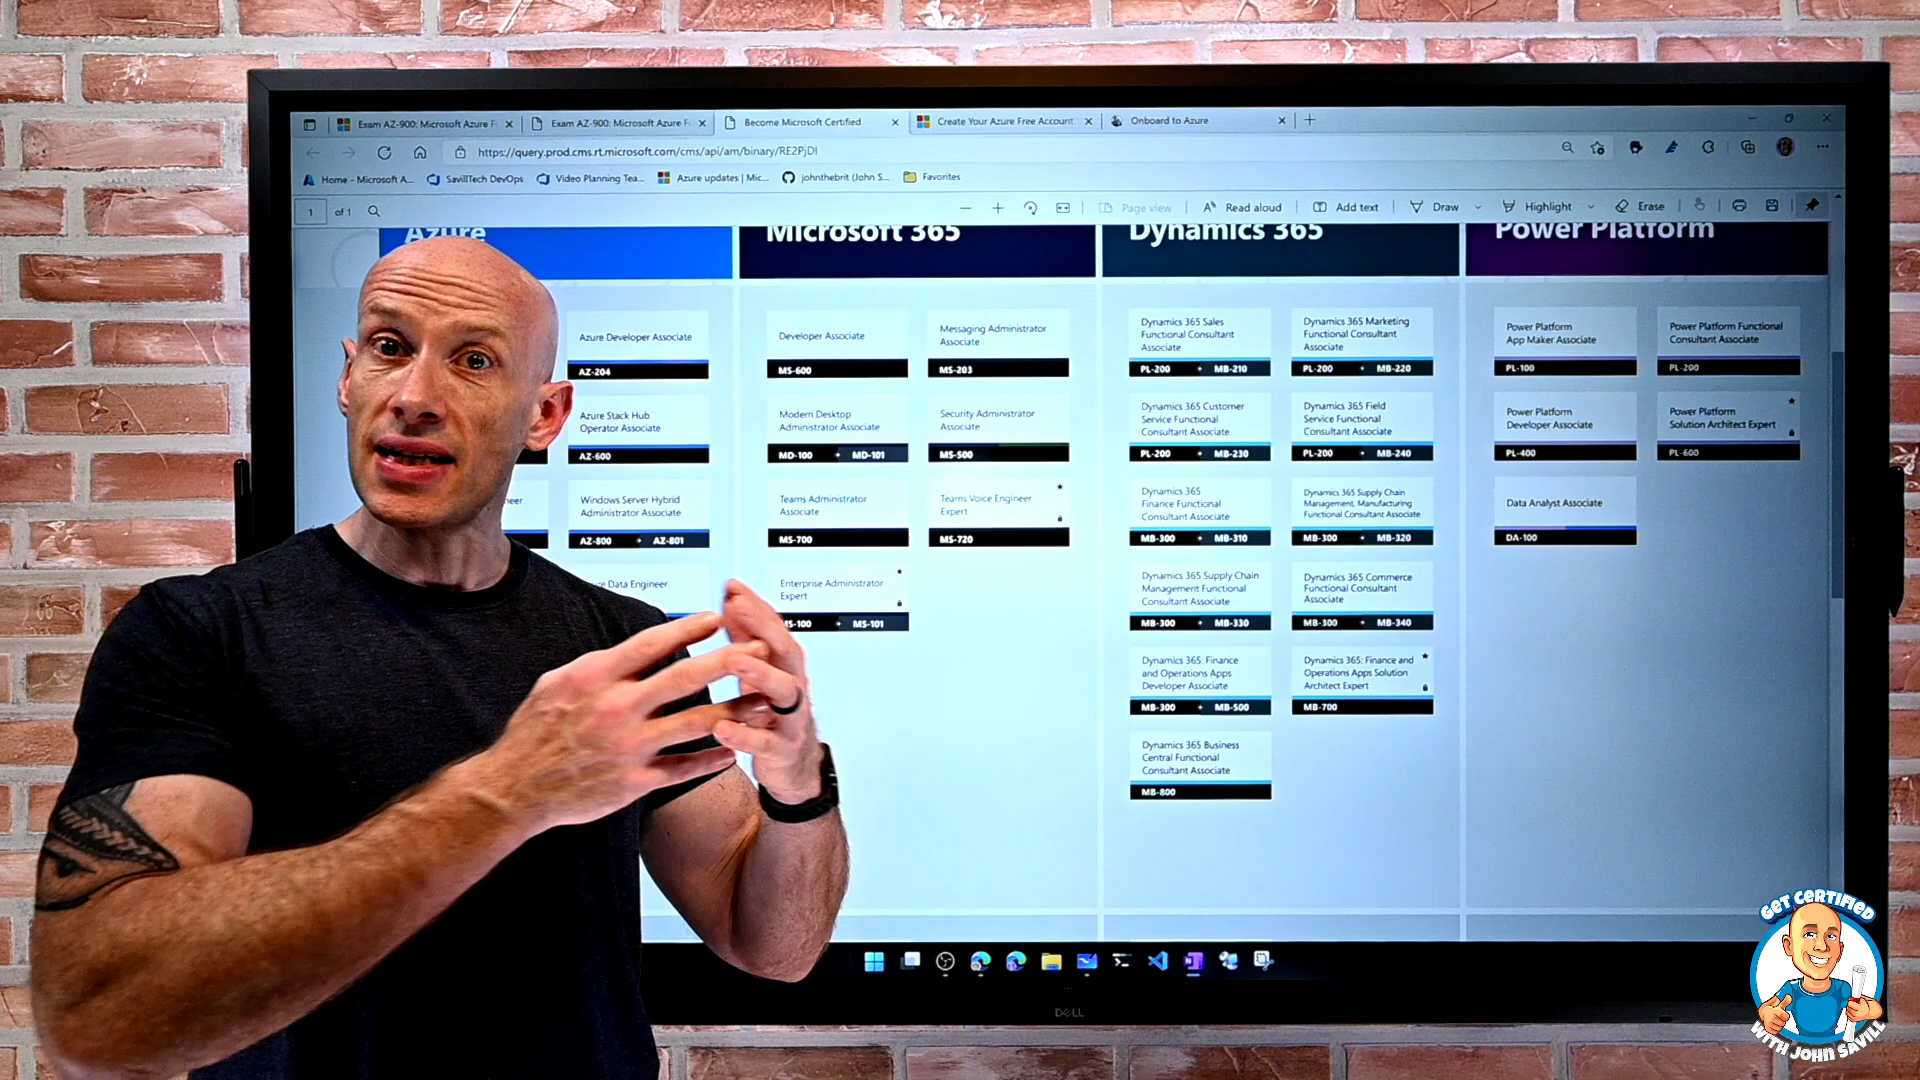 Exam AZ-900: Microsoft Azure F
Exam AZ-900: Microsoft Azure F
Become Microsoft Certified
Create Your Azure Free Account
Onboard to Azure
https://query.prod.cms.rt.microsoft.com/cms/api/am/binary/RE2PjDI
Home - Microsoft A...
SavillTech DevOps
Video Planning Tea...
Azure updates | Mic...
johnthebrit (John S...
Favorites
1 of 1
Page view
Read aloud
Add text
Draw
Highlight
Erase
Azure
Microsoft 365
Dynamics 365
Power Platform
Azure Developer Associate
AZ-204
Azure Stack Hub
Operator Associate
AZ-600
neer
Windows Server Hybrid
Administrator Associate
AZ-800 AZ-801
Data Engineer
Developer Associate
MS-600
Messaging Administrator
Associate
MS-203
Modern Desktop
Administrator Associate
MD-100 MD-101
Security Administrator
Associate
MS-500
Teams Administrator
Associate
MS-700
Teams Voice Engineer
Expert
MS-720
Enterprise Administrator
Expert
MS-100 MS-101
Dynamics 365 Sales
Functional Consultant
Associate
PL-200 MB-210
Dynamics 365 Marketing
Functional Consultant
Associate
PL-200 MB-220
Dynamics 365 Customer
Service Functional
Consultant Associate
PL-200 MB-230
Dynamics 365 Field
Service Functional
Consultant Associate
PL-200 MB-240
Dynamics 365
Finance Functional
Consultant Associate
MB-300 MB-310
Dynamics 365 Supply Chain
Management, Manufacturing
Functional Consultant Associate
MB-300 MB-320
Dynamics 365 Supply Chain
Management Functional
Consultant Associate
MB-300 MB-330
Dynamics 365 Commerce
Functional Consultant
Associate
MB-300 MB-340
Dynamics 365: Finance
and Operations Apps
Developer Associate
MB-300 MB-500
Dynamics 365: Finance and
Operations Apps Solution
Architect Expert
MB-700
Dynamics 365 Business
Central Functional
Consultant Associate
MB-800
Power Platform
App Maker Associate
PL-100
Power Platform Functional
Consultant Associate
PL-200
Power Platform
Developer Associate
PL-400
Power Platform
Solution Architect Expert
PL-600
Data Analyst Associate
DA-100
DELL
GET CERTIFIED
WITH JOHN SAVILL